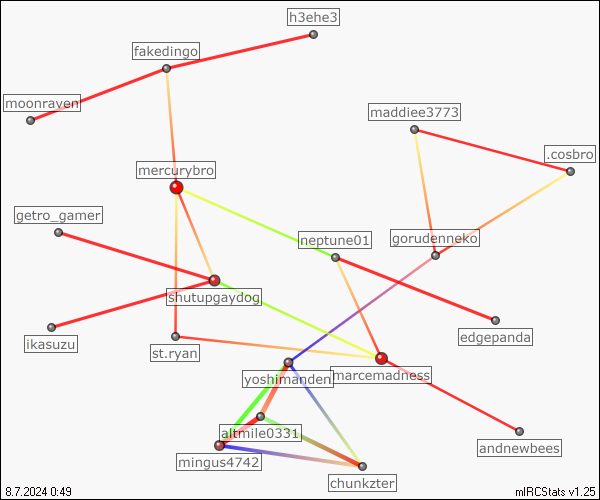 h3ehe3
fakedingo
moonraven
maddiee3773
.cosbro
mercurybro
getro_gamer
neptune01
gorudenneko
shutupgaydog
ikasuzu
st.ryan
edgepanda
yoshimanden
marcemadness
altmile0331
mingus4742
andnewbees
chunkzter
8.7.2024 0:49
mIRCStats v1.25